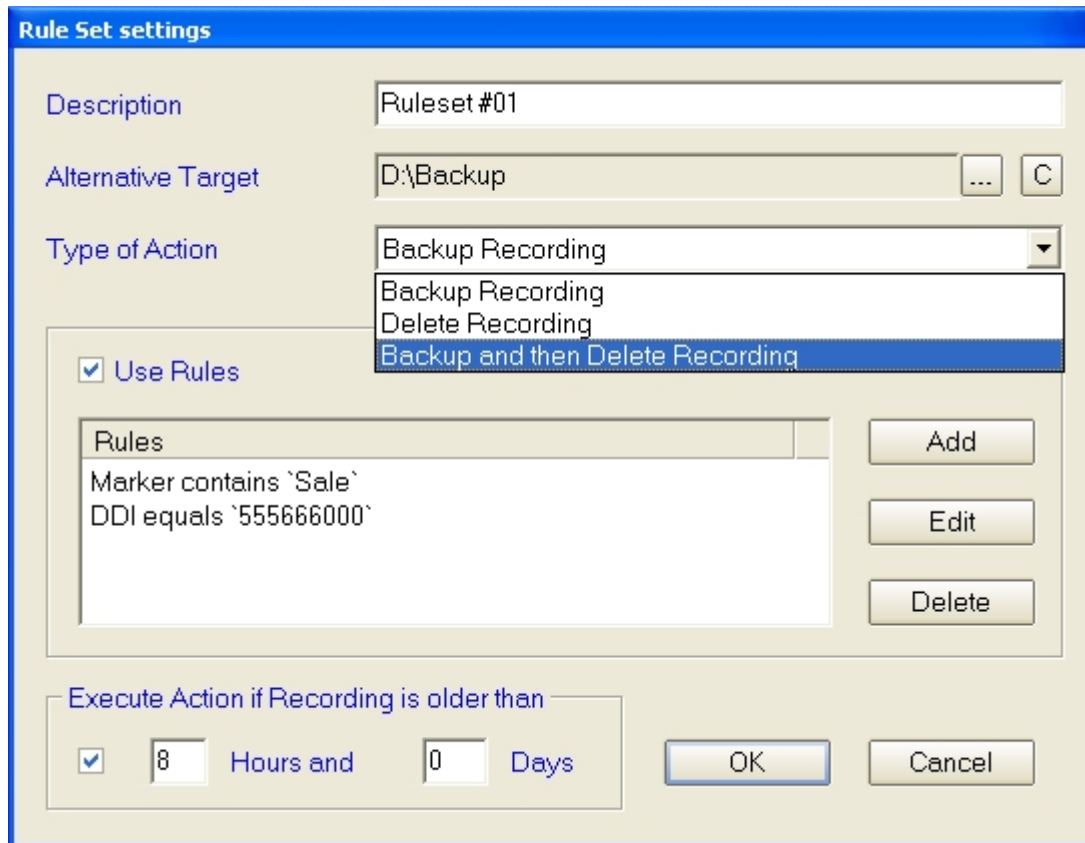 Rule Set settings
Description
Ruleset #01
Alternative Target
D:\Backup
...
C
Type of Action
Backup Recording
Backup Recording
Delete Recording
Backup and then Delete Recording
Use Rules
Rules
Marker contains `Sale`
DDI equals `555666000`
Add
Edit
Delete
Execute Action if Recording is older than
8 Hours and 0 Days
OK
Cancel